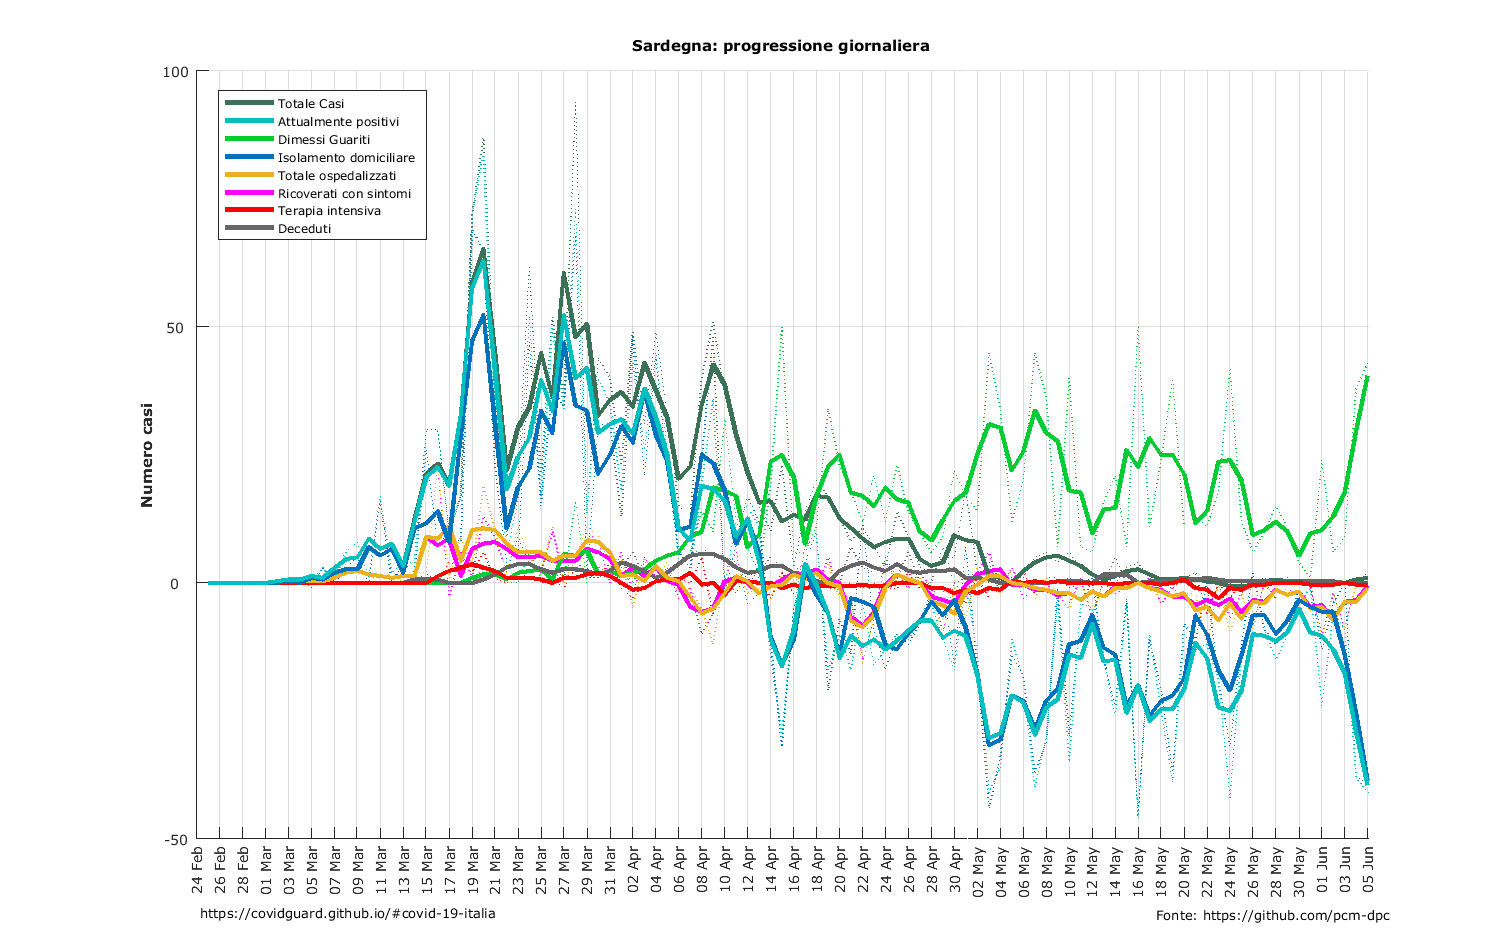 Sardegna: progressione giornaliera
100
50
0
-50
Numero casi
Totale Casi
Attualmente positivi
Dimessi Guariti
Isolamento domiciliare
Totale ospedalizzati
Ricoverati con sintomi
Terapia intensiva
Deceduti
24 Feb
26 Feb
28 Feb
01 Mar
03 Mar
05 Mar
07 Mar
09 Mar
11 Mar
13 Mar
15 Mar
17 Mar
19 Mar
21 Mar
23 Mar
25 Mar
27 Mar
29 Mar
31 Mar
02 Apr
04 Apr
06 Apr
08 Apr
10 Apr
12 Apr
14 Apr
16 Apr
18 Apr
20 Apr
22 Apr
24 Apr
26 Apr
28 Apr
30 Apr
02 May
04 May
06 May
08 May
10 May
12 May
14 May
16 May
18 May
20 May
22 May
24 May
26 May
28 May
30 May
01 Jun
03 Jun
05 Jun
https://covidguard.github.io/#covid-19-italia
Fonte: https://github.com/pcm-dpc